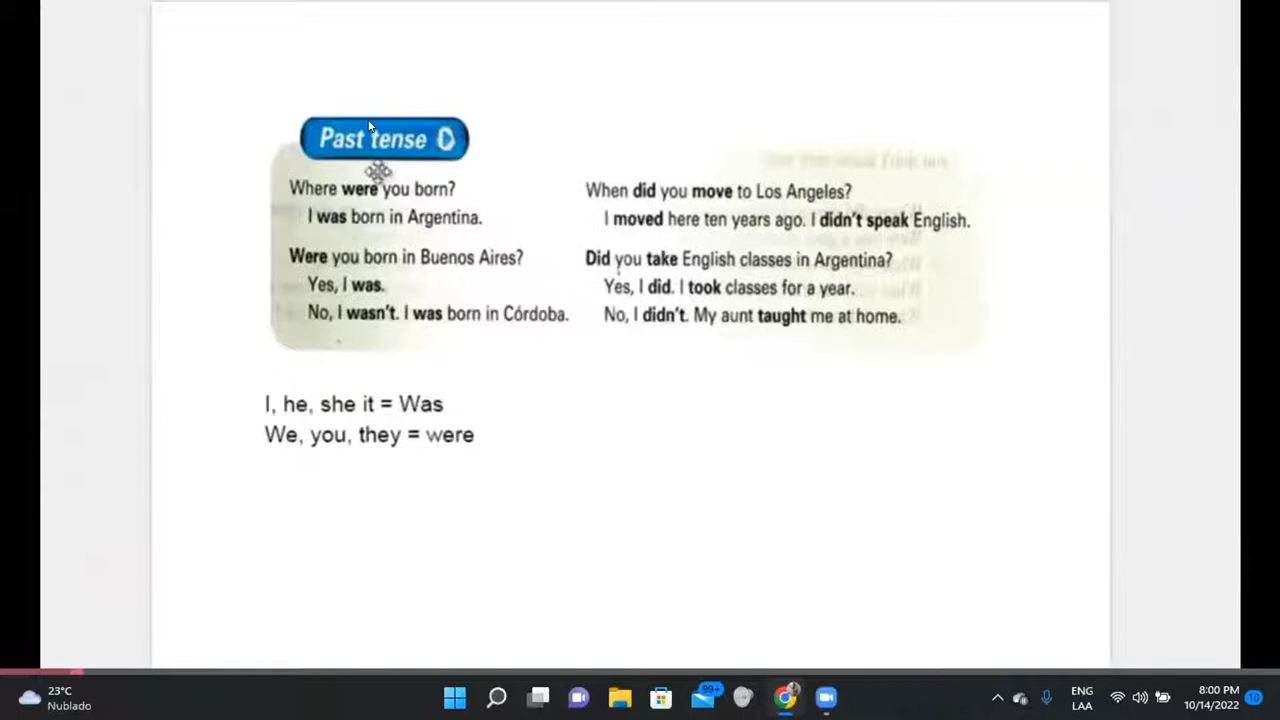 Past tense
Where were you born?
I was born in Argentina.
Were you born in Buenos Aires?
Yes, I was.
No, I wasn't. I was born in Córdoba.
When did you move to Los Angeles?
I moved here ten years ago. I didn't speak English.
Did you take English classes in Argentina?
Yes, I did. I took classes for a year.
No, I didn't. My aunt taught me at home.
I, he, she it = Was
We, you, they = were
23°C
Nublado
99+
ENG
LAA
8:00 PM
10/14/2022
10